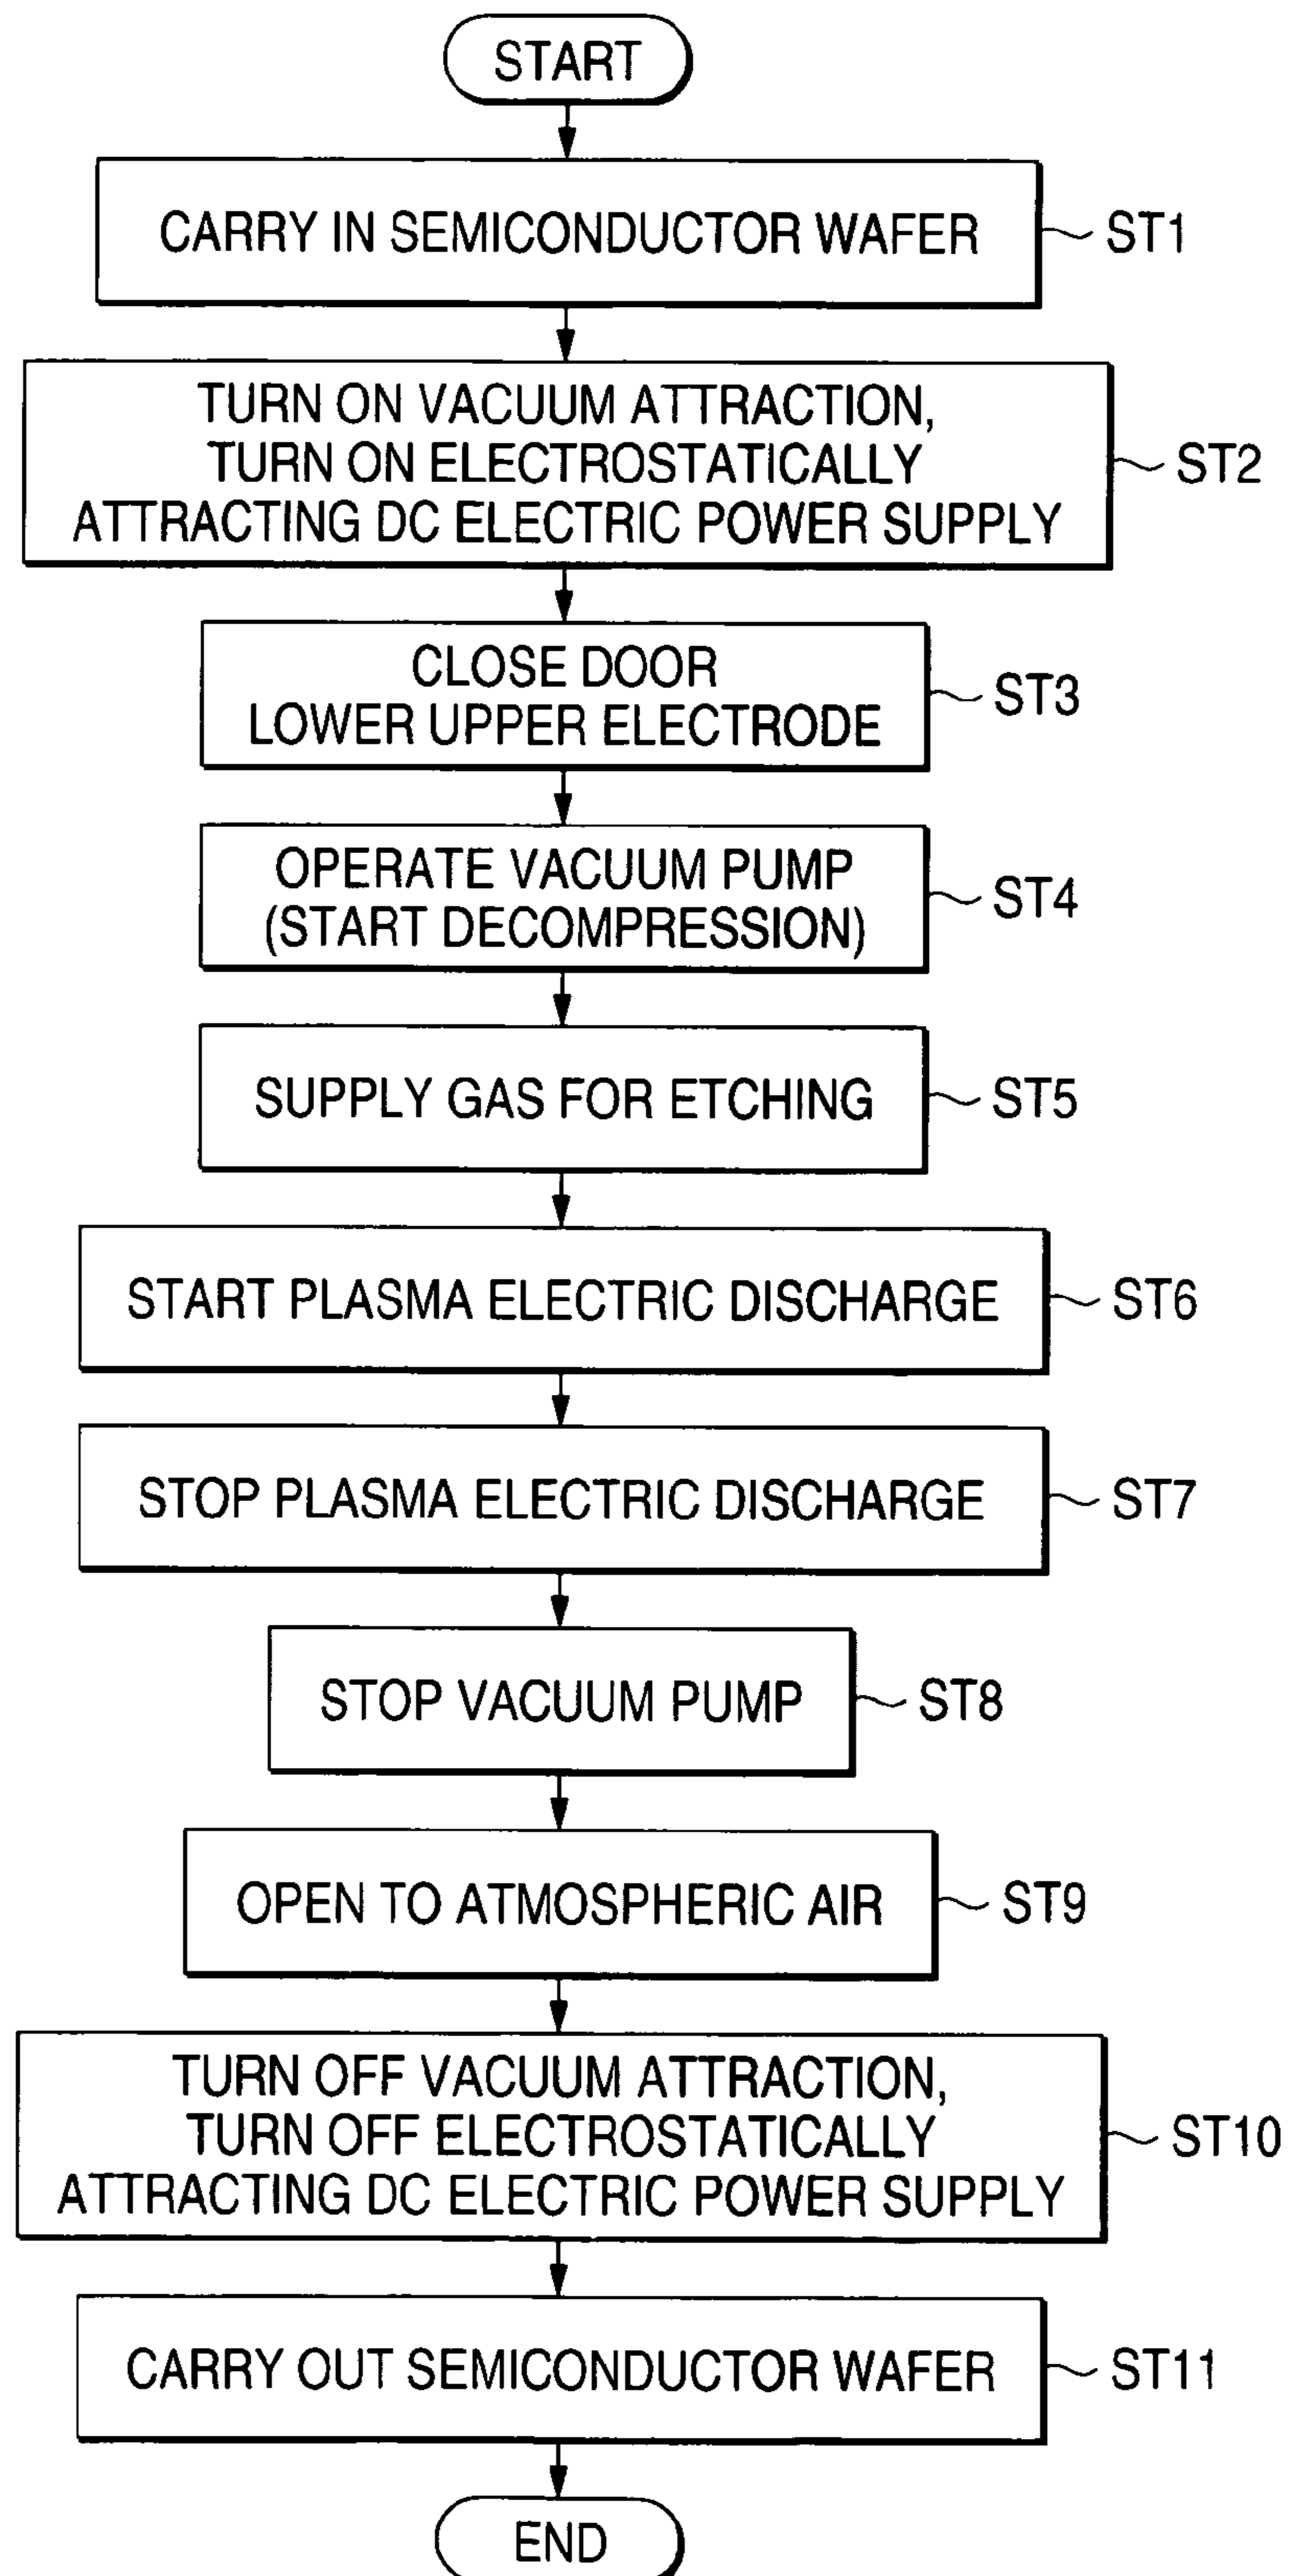 START
CARRY IN SEMICONDUCTOR WAFER
ST1
TURN ON VACUUM ATTRACTION,
TURN ON ELECTROSTATICALLY
ATTRACTING DC ELECTRIC POWER SUPPLY
ST2
CLOSE DOOR
LOWER UPPER ELECTRODE
ST3
OPERATE VACUUM PUMP
(START DECOMPRESSION)
ST4
SUPPLY GAS FOR ETCHING
ST5
START PLASMA ELECTRIC DISCHARGE
ST6
STOP PLASMA ELECTRIC DISCHARGE
ST7
STOP VACUUM PUMP
ST8
OPEN TO ATMOSPHERIC AIR
ST9
TURN OFF VACUUM ATTRACTION,
TURN OFF ELECTROSTATICALLY
ATTRACTING DC ELECTRIC POWER SUPPLY
ST10
CARRY OUT SEMICONDUCTOR WAFER
ST11
END